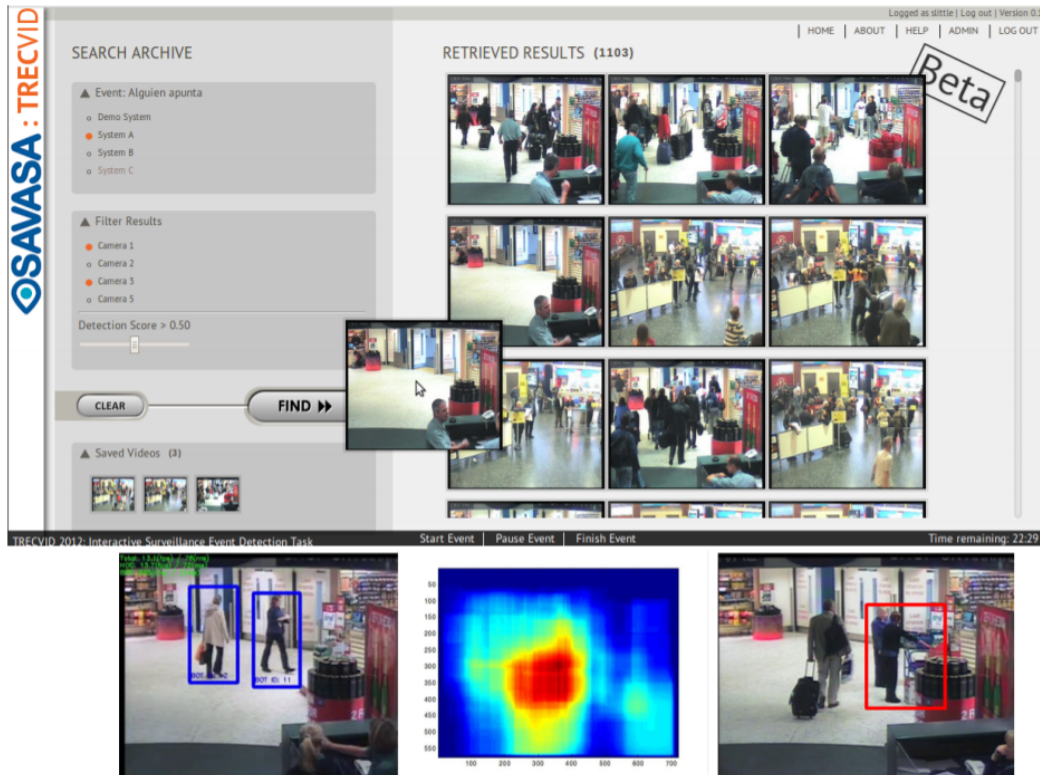 Logged as slittle | Log out | Version 0.
HOME | ABOUT | HELP | ADMIN | LOG OUT
SAVASA : TRECVID
SEARCH ARCHIVE
RETRIEVED RESULTS (1103)
Beta
Event: Alguien apunta
Demo System
System A
System B
System C
Filter Results
Camera 1
Camera 2
Camera 3
Camera 5
Detection Score > 0.50
CLEAR
FIND
Saved Videos (3)
TRECVID 2012: Interactive Surveillance Event Detection Task
Start Event | Pause Event | Finish Event
Time remaining: 22:29
BOT ID: 11
50
100
150
200
250
300
350
400
450
500
550
100 200 300 400 500 600 700